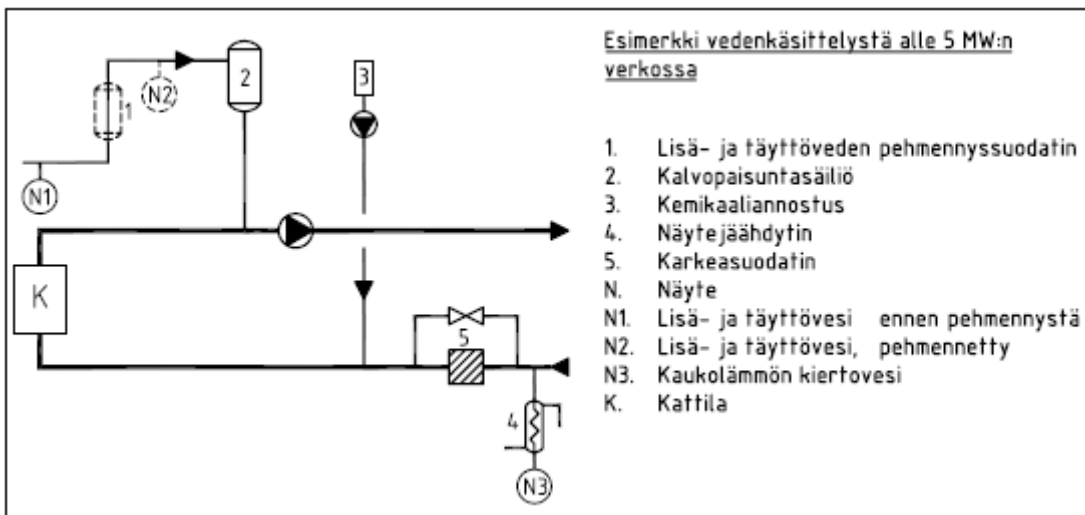 Esimerkki vedenkäsittelystä alle 5 MW:n
verkossa
1. Lisä- ja täyttöveden pehmennyssuodatin
2. Kalvopaisuntasäiliö
3. Kemikaaliannostus
4. Näytejäähdytin
5. Karkeasuodatin
N. Näyte
N1. Lisä- ja täyttövesi ennen pehmennystä
N2. Lisä- ja täyttövesi, pehmennetty
N3. Kaukolämmön kiertovesi
K. Kattila
1
N2
2
3
N1
K
5
4
N3